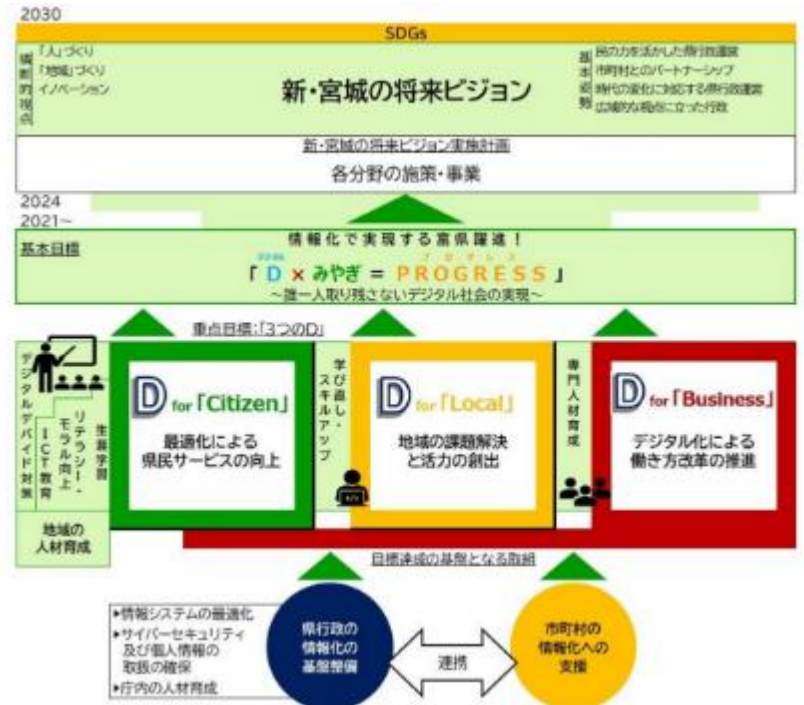 2030
SDGs
横断的視点
「人」づくり
「地域」づくり
イノベーション
新・宮城の将来ビジョン
基本姿勢
民の力を活かした県行政運営
市町村とのパートナーシップ
時代の変化に対応する県行政運営
広域的な視点に立った行政
新・宮城の将来ビジョン実施計画
各分野の施策・事業
2024
2021～
基本目標
情報化で実現する富県躍進！
「 D × みやぎ = PROGRESS 」
プログレス
～誰一人取り残さないデジタル社会の実現～
重点目標：「3つのD」
デジタルデバイド対策
ICT教育
リテラシー・
モラル向上
生涯学習
地域の
人材育成
D for「Citizen」
最適化による
県民サービスの向上
学び直し・
スキルアップ
D for「Local」
地域の課題解決
と活力の創出
専門人材育成
D for「Business」
デジタル化による
働き方改革の推進
目標達成の基盤となる取組
▶情報システムの最適化
▶サイバーセキュリティ
及び個人情報の
取扱の確保
▶庁内の人材育成
県行政の
情報化の
基盤整備
連携
市町村の
情報化への
支援